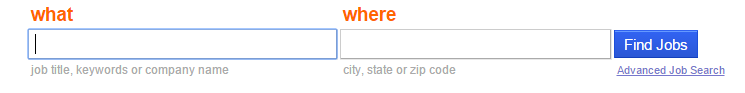 what where
Find Jobs
job title, keywords or company name city, state or zip code Advanced Job Search